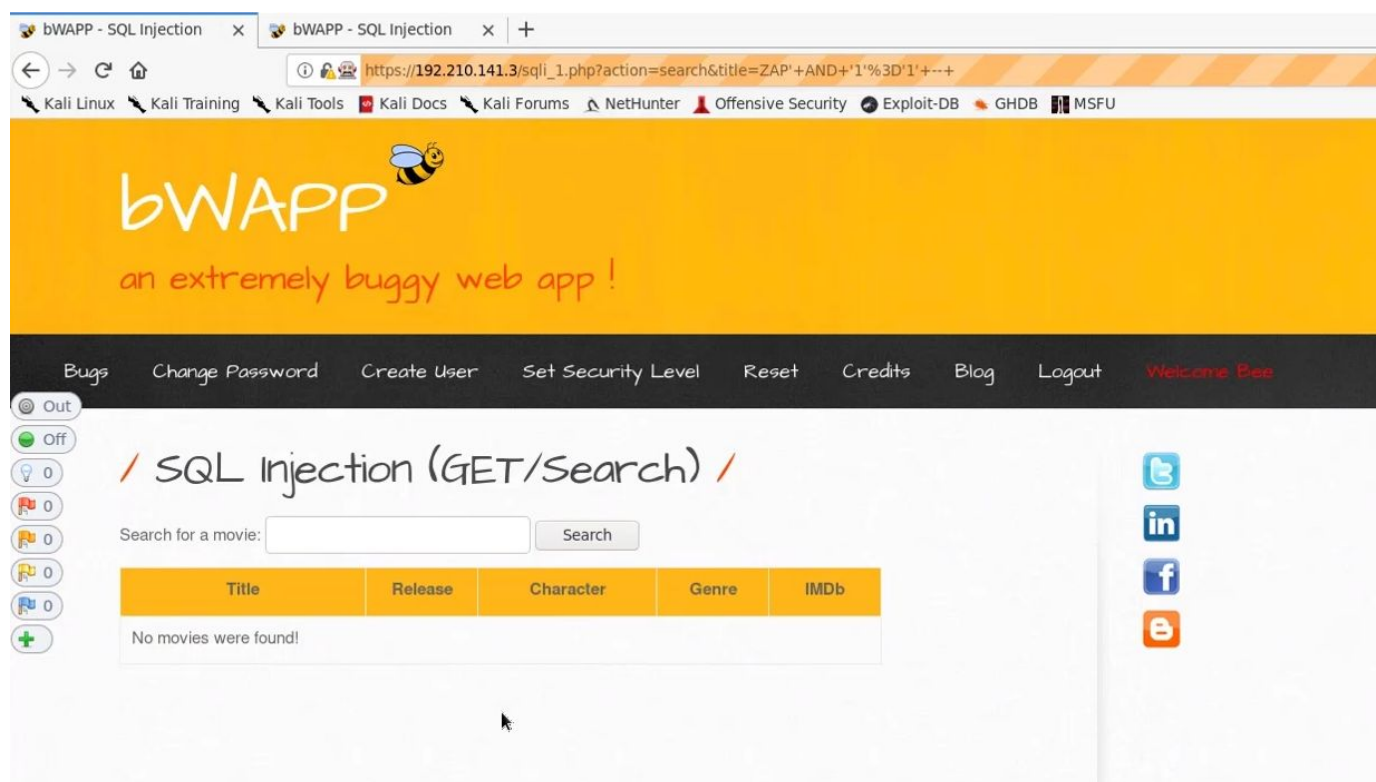 bWAPP - SQL Injection
bWAPP - SQL Injection
https://192.210.141.3/sqli_1.php?action=search&title=ZAP'+AND+'1'%3D'1'+--+
Kali Linux Kali Training Kali Tools Kali Docs Kali Forums NetHunter Offensive Security Exploit-DB GHDB MSFU
bWAPP
an extremely buggy web app !
Bugs Change Password Create User Set Security Level Reset Credits Blog Logout Welcome Bee
Out
Off
0
0
0
0
0
/ SQL Injection (GET/Search) /
Search for a movie: Search
Title Release Character Genre IMDb
No movies were found!